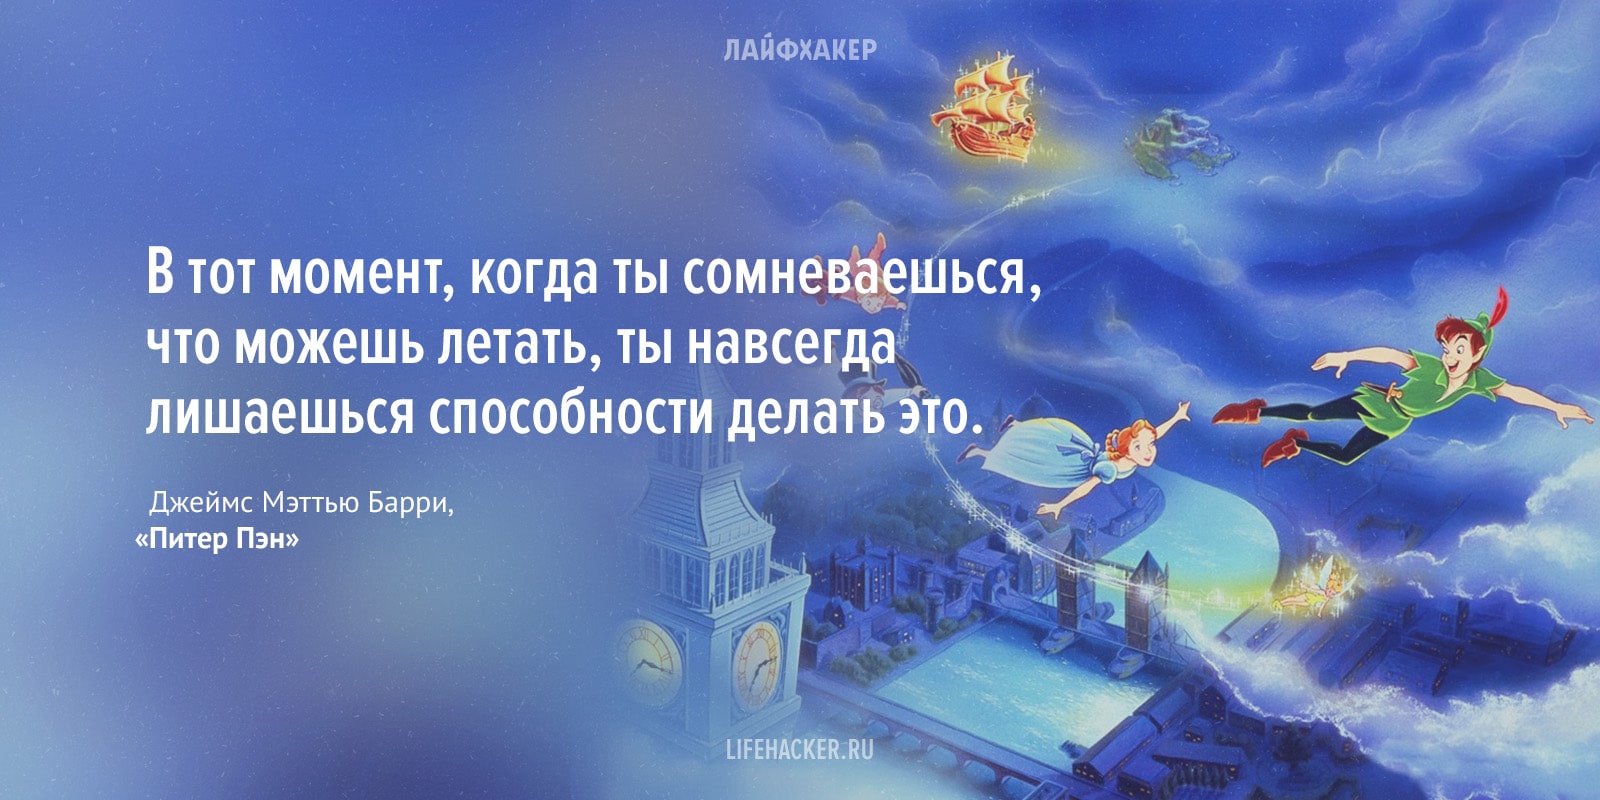 ЛАЙФХАКЕР
В тот момент, когда ты сомневаешься,
что можешь летать, ты навсегда
лишаешься способности делать это.
Джеймс Мэттью Барри,
«Питер Пэн»
LIFEHACKER.RU